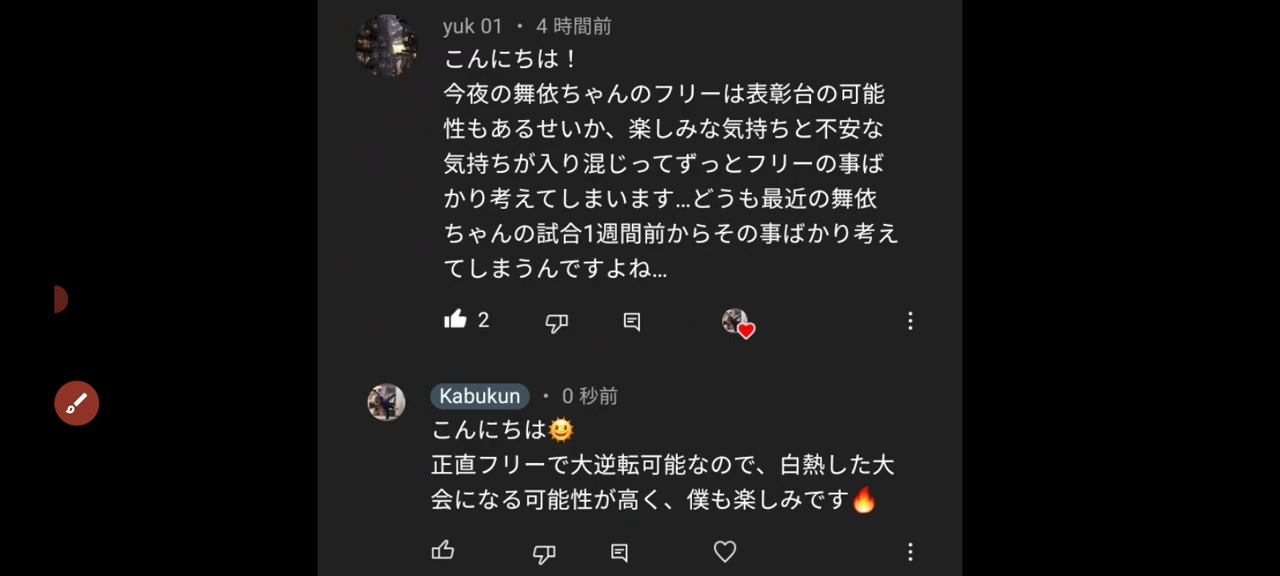 yuk 01 • 4 時間前
こんにちは！
今夜の舞依ちゃんのフリーは表彰台の可能
性もあるせいか、楽しみな気持ちと不安な
気持ちが入り混じってずっとフリーの事ば
かり考えてしまいます…どうも最近の舞依
ちゃんの試合1週間前からその事ばかり考え
てしまうんですよね…
2
Kabukun • 0 秒前
こんにちは🌞
正直フリーで大逆転可能なので、白熱した大
会になる可能性が高く、僕も楽しみです🔥